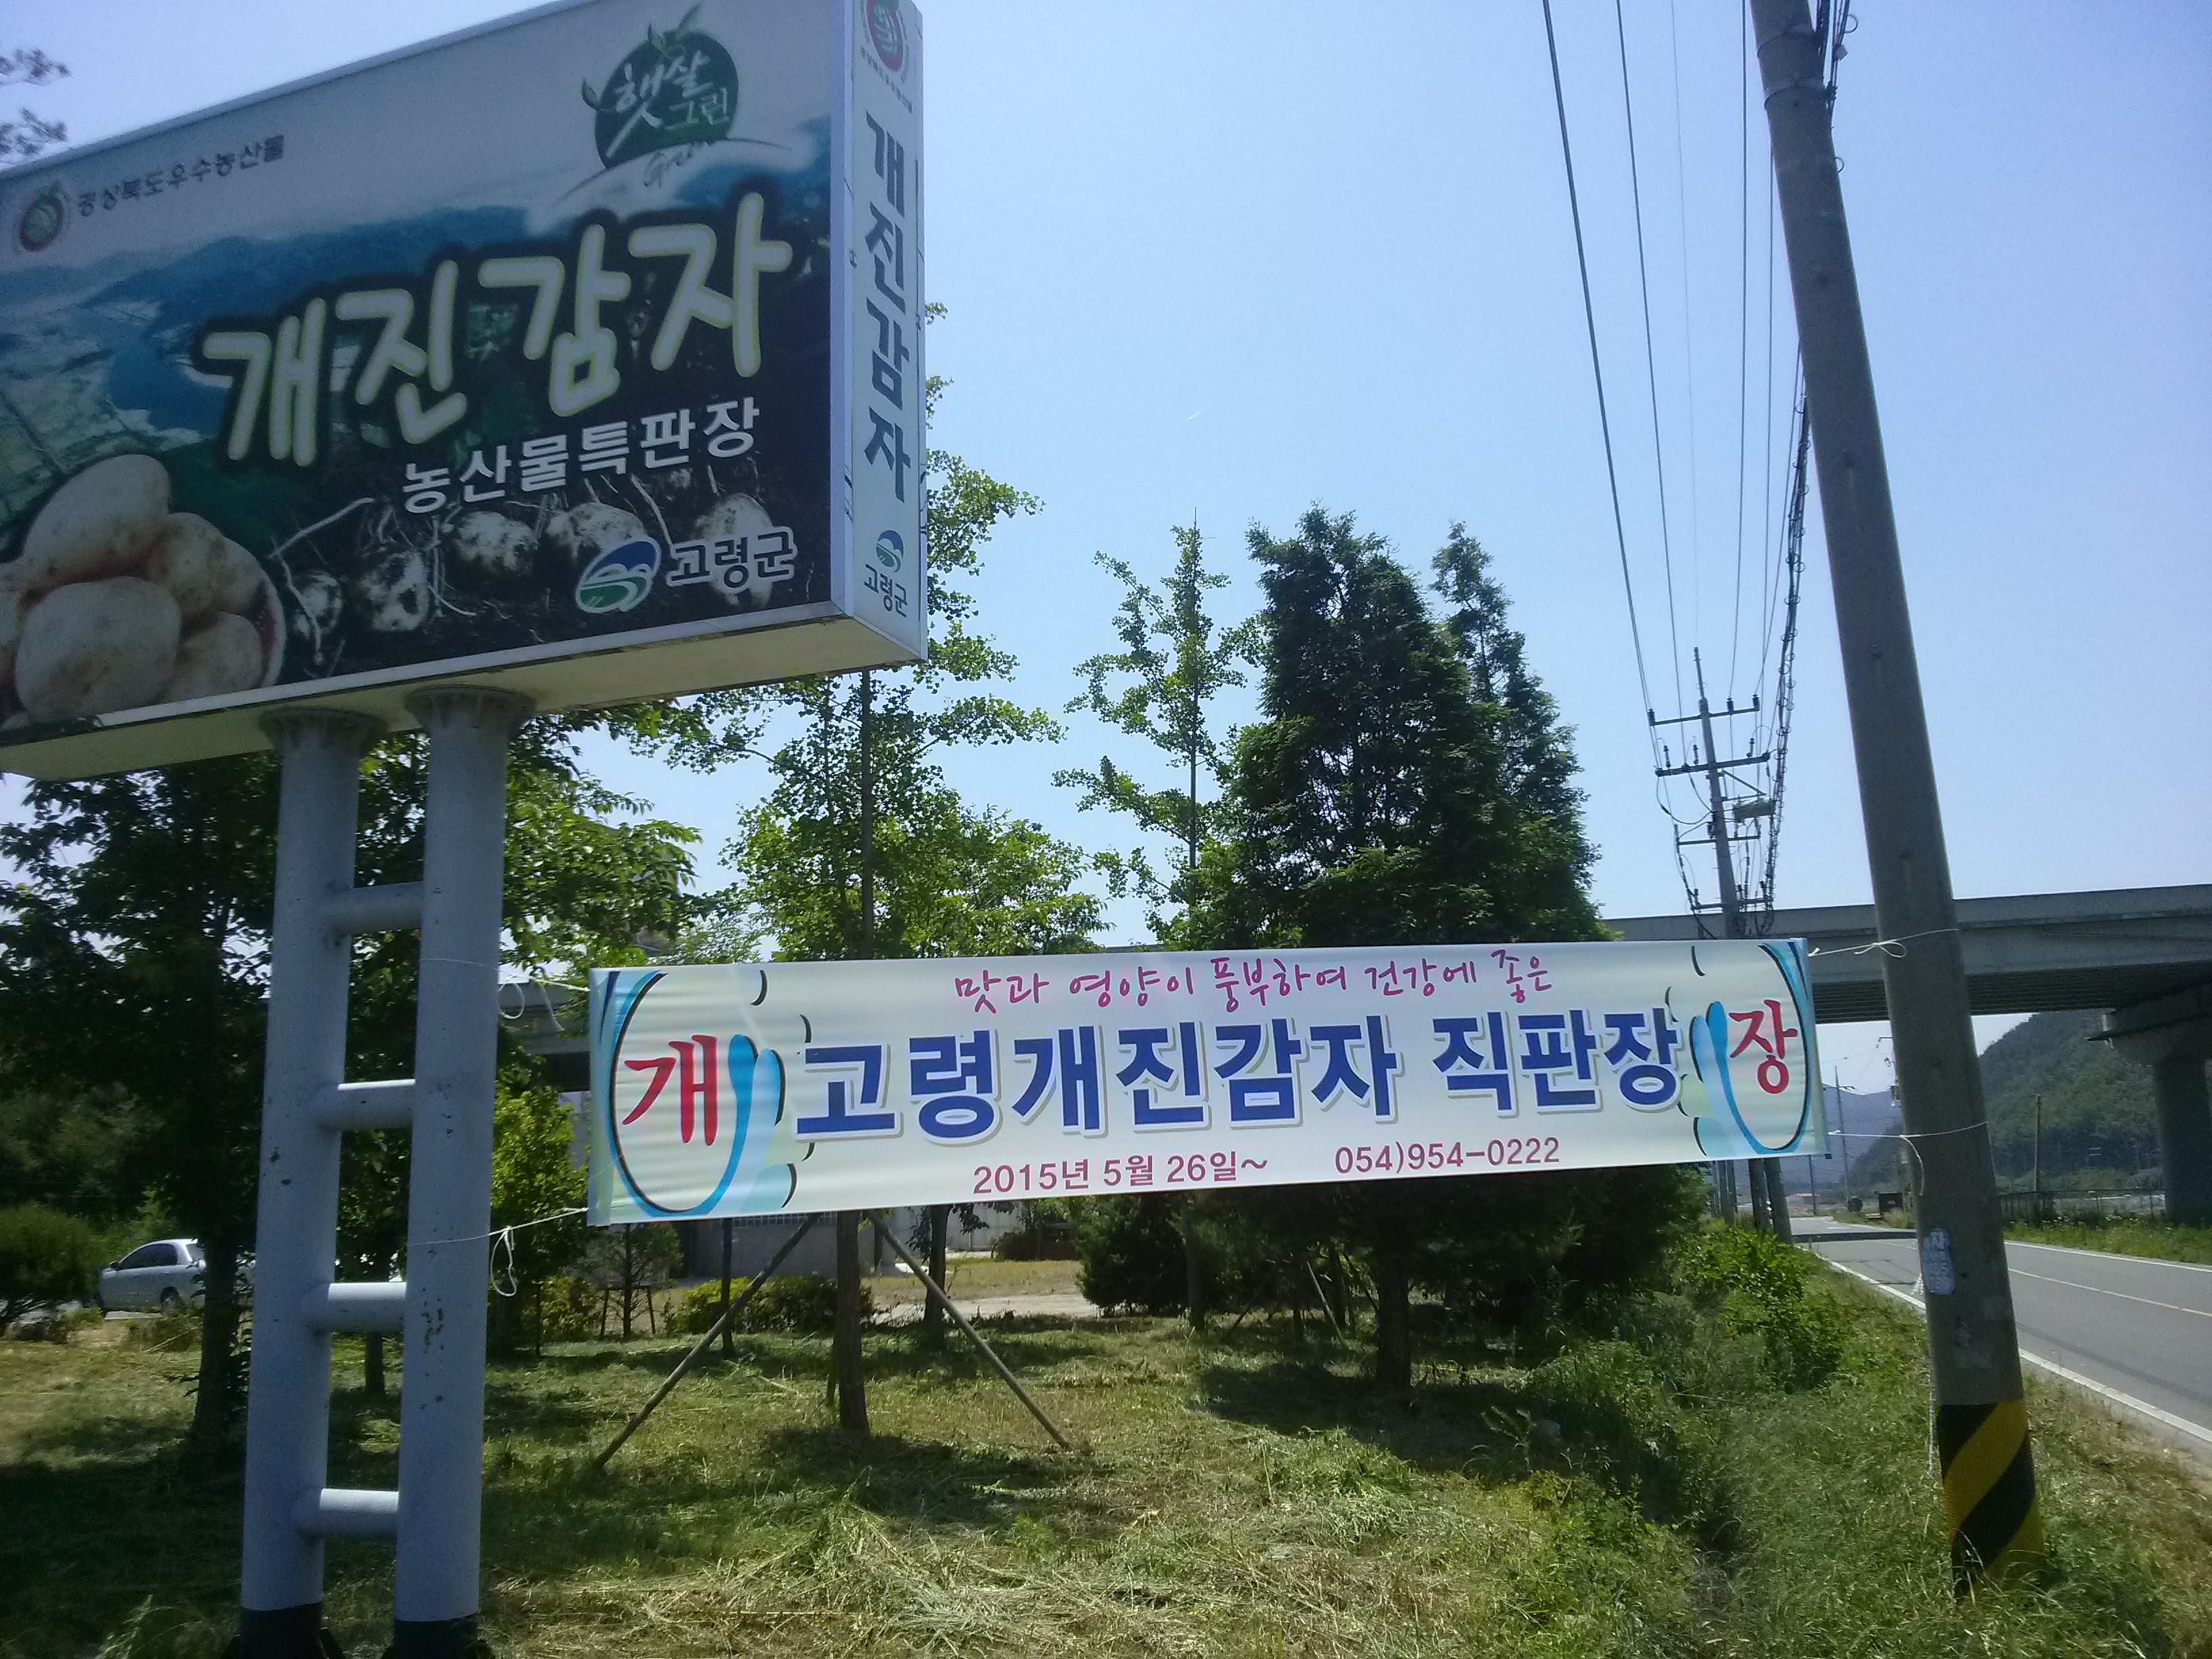 경상북도우수농산물
햇살
그린
개진감자
농산물특판장
고령군
개진감자
고령군
맛과 영양이 풍부하여 건강에 좋은
개 고령개진감자 직판장 장
2015년 5월 26일~ 054)954-0222